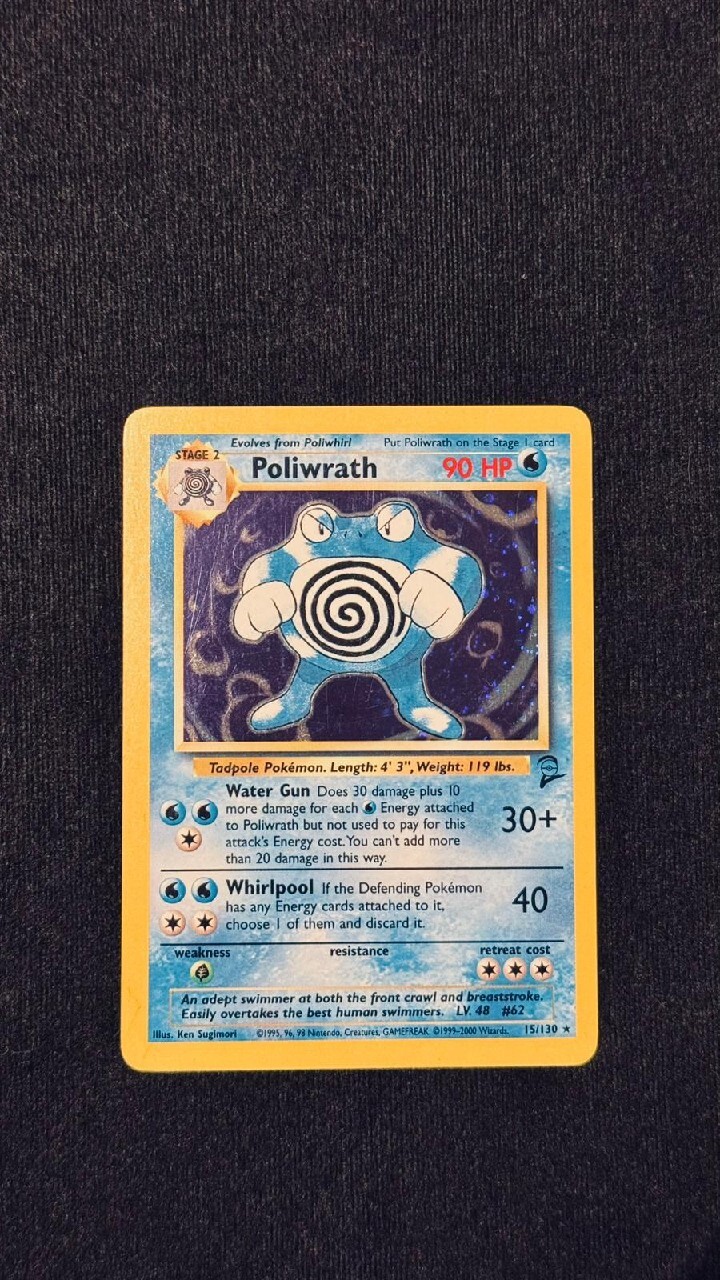 Evolves from Poliwhirl Put Poliwrath on the Stage 1 card
STAGE 2
Poliwrath 90 HP
Tadpole Pokémon. Length: 4' 3", Weight: 119 lbs.
Water Gun Does 30 damage plus 10
more damage for each Energy attached
to Poliwrath but not used to pay for this
attack's Energy cost. You can't add more
than 20 damage in this way.
30+
Whirlpool If the Defending Pokémon
has any Energy cards attached to it,
choose 1 of them and discard it.
40
weakness resistance retreat cost
An adept swimmer at both the front crawl and breaststroke.
Easily overtakes the best human swimmers. LV. 48 #62
Illus. Ken Sugimori ©1995, 96, 98 Nintendo, Creatures, GAMEFREAK. ©1999-2000 Wizards. 15/130 ★